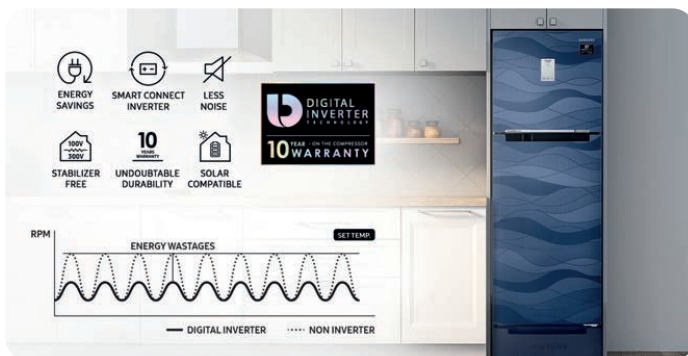 ENERGY
SAVINGS
SMART CONNECT
INVERTER
LESS
NOISE
100V
300V
STABILIZER
FREE
10
YEARS
WARRANTY
UNDOUBTABLE
DURABILITY
SOLAR
COMPATIBLE
DIGITAL
INVERTER
TECHNOLOGY
10 YEAR - ON THE COMPRESSOR
WARRANTY
SAMSUNG
RPM
ENERGY WASTAGES
SET TEMP.
DIGITAL INVERTER
NON INVERTER